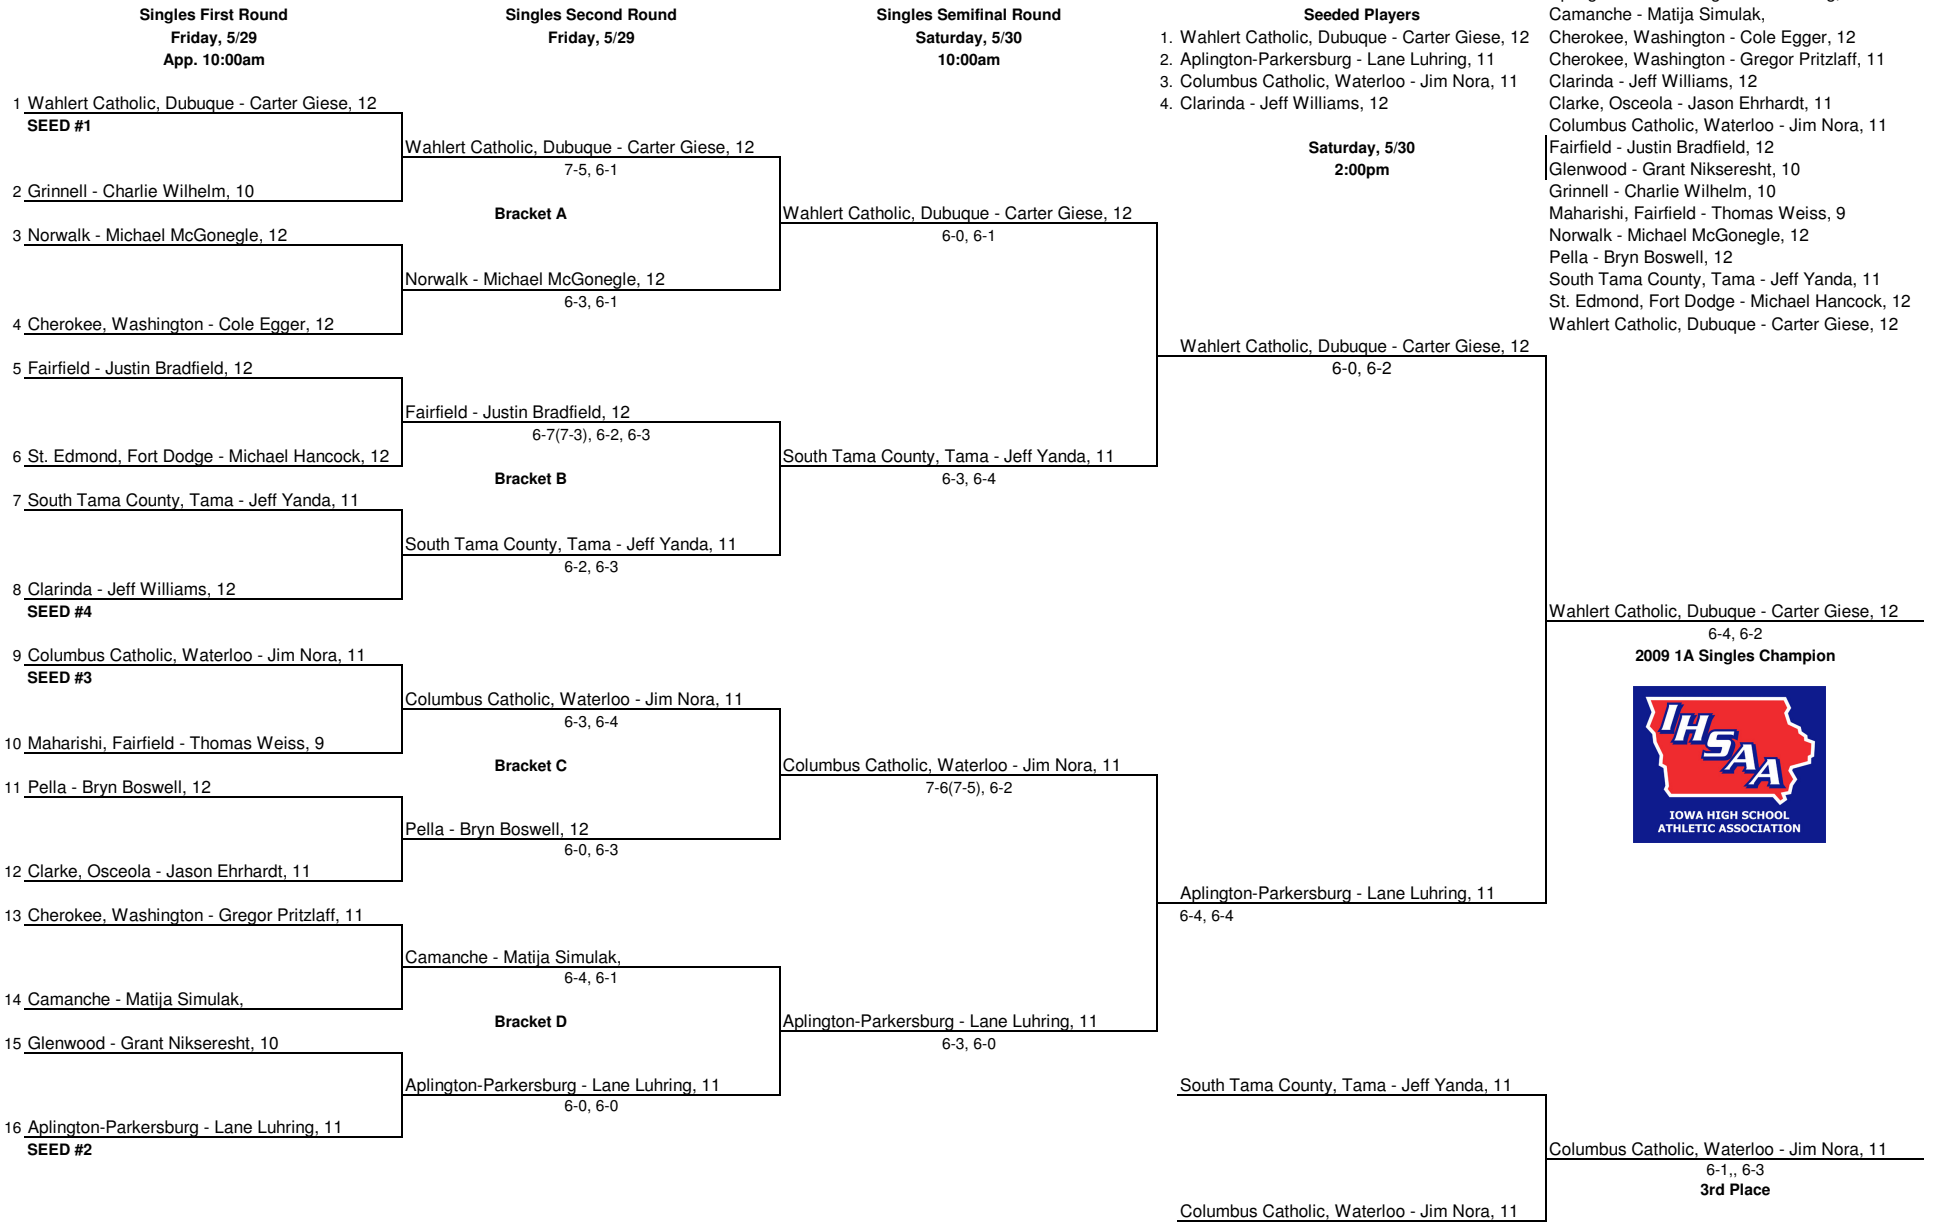 Singles First Round
Friday, 5/29
App. 10:00am
1 Wahlert Catholic, Dubuque - Carter Giese, 12
SEED #1
2 Grinnell - Charlie Wilhelm, 10
3 Norwalk - Michael McGonegle, 12
4 Cherokee, Washington - Cole Egger, 12
5 Fairfield - Justin Bradfield, 12
6 St. Edmond, Fort Dodge - Michael Hancock, 12
7 South Tama County, Tama - Jeff Yanda, 11
8 Clarinda - Jeff Williams, 12
SEED #4
9 Columbus Catholic, Waterloo - Jim Nora, 11
SEED #3
10 Maharishi, Fairfield - Thomas Weiss, 9
11 Pella - Bryn Boswell, 12
12 Clarke, Osceola - Jason Ehrhardt, 11
13 Cherokee, Washington - Gregor Pritzlaff, 11
14 Camanche - Matija Simulak,
15 Glenwood - Grant Nikseresht, 10
16 Aplington-Parkersburg - Lane Luhring, 11
SEED #2
Singles Second Round
Friday, 5/29
Wahlert Catholic, Dubuque - Carter Giese, 12
7-5, 6-1
Bracket A
Norwalk - Michael McGonegle, 12
6-3, 6-1
Fairfield - Justin Bradfield, 12
6-7(7-3), 6-2, 6-3
Bracket B
South Tama County, Tama - Jeff Yanda, 11
6-2, 6-3
Columbus Catholic, Waterloo - Jim Nora, 11
6-3, 6-4
Bracket C
Pella - Bryn Boswell, 12
6-0, 6-3
Camanche - Matija Simulak,
6-4, 6-1
Bracket D
Aplington-Parkersburg - Lane Luhring, 11
6-0, 6-0
Singles Semifinal Round
Saturday, 5/30
10:00am
Wahlert Catholic, Dubuque - Carter Giese, 12
6-0, 6-1
South Tama County, Tama - Jeff Yanda, 11
6-3, 6-4
Columbus Catholic, Waterloo - Jim Nora, 11
7-6(7-5), 6-2
Aplington-Parkersburg - Lane Luhring, 11
6-3, 6-0
Seeded Players
1. Wahlert Catholic, Dubuque - Carter Giese, 12
2. Aplington-Parkersburg - Lane Luhring, 11
3. Columbus Catholic, Waterloo - Jim Nora, 11
4. Clarinda - Jeff Williams, 12
Saturday, 5/30
2:00pm
Wahlert Catholic, Dubuque - Carter Giese, 12
6-0, 6-2
Aplington-Parkersburg - Lane Luhring, 11
6-4, 6-4
South Tama County, Tama - Jeff Yanda, 11
Columbus Catholic, Waterloo - Jim Nora, 11
Camanche - Matija Simulak,
Cherokee, Washington - Cole Egger, 12
Cherokee, Washington - Gregor Pritzlaff, 11
Clarinda - Jeff Williams, 12
Clarke, Osceola - Jason Ehrhardt, 11
Columbus Catholic, Waterloo - Jim Nora, 11
Fairfield - Justin Bradfield, 12
Glenwood - Grant Nikseresht, 10
Grinnell - Charlie Wilhelm, 10
Maharishi, Fairfield - Thomas Weiss, 9
Norwalk - Michael McGonegle, 12
Pella - Bryn Boswell, 12
South Tama County, Tama - Jeff Yanda, 11
St. Edmond, Fort Dodge - Michael Hancock, 12
Wahlert Catholic, Dubuque - Carter Giese, 12
Wahlert Catholic, Dubuque - Carter Giese, 12
6-4, 6-2
2009 1A Singles Champion
IHSAA
IOWA HIGH SCHOOL
ATHLETIC ASSOCIATION
Columbus Catholic, Waterloo - Jim Nora, 11
6-1,, 6-3
3rd Place